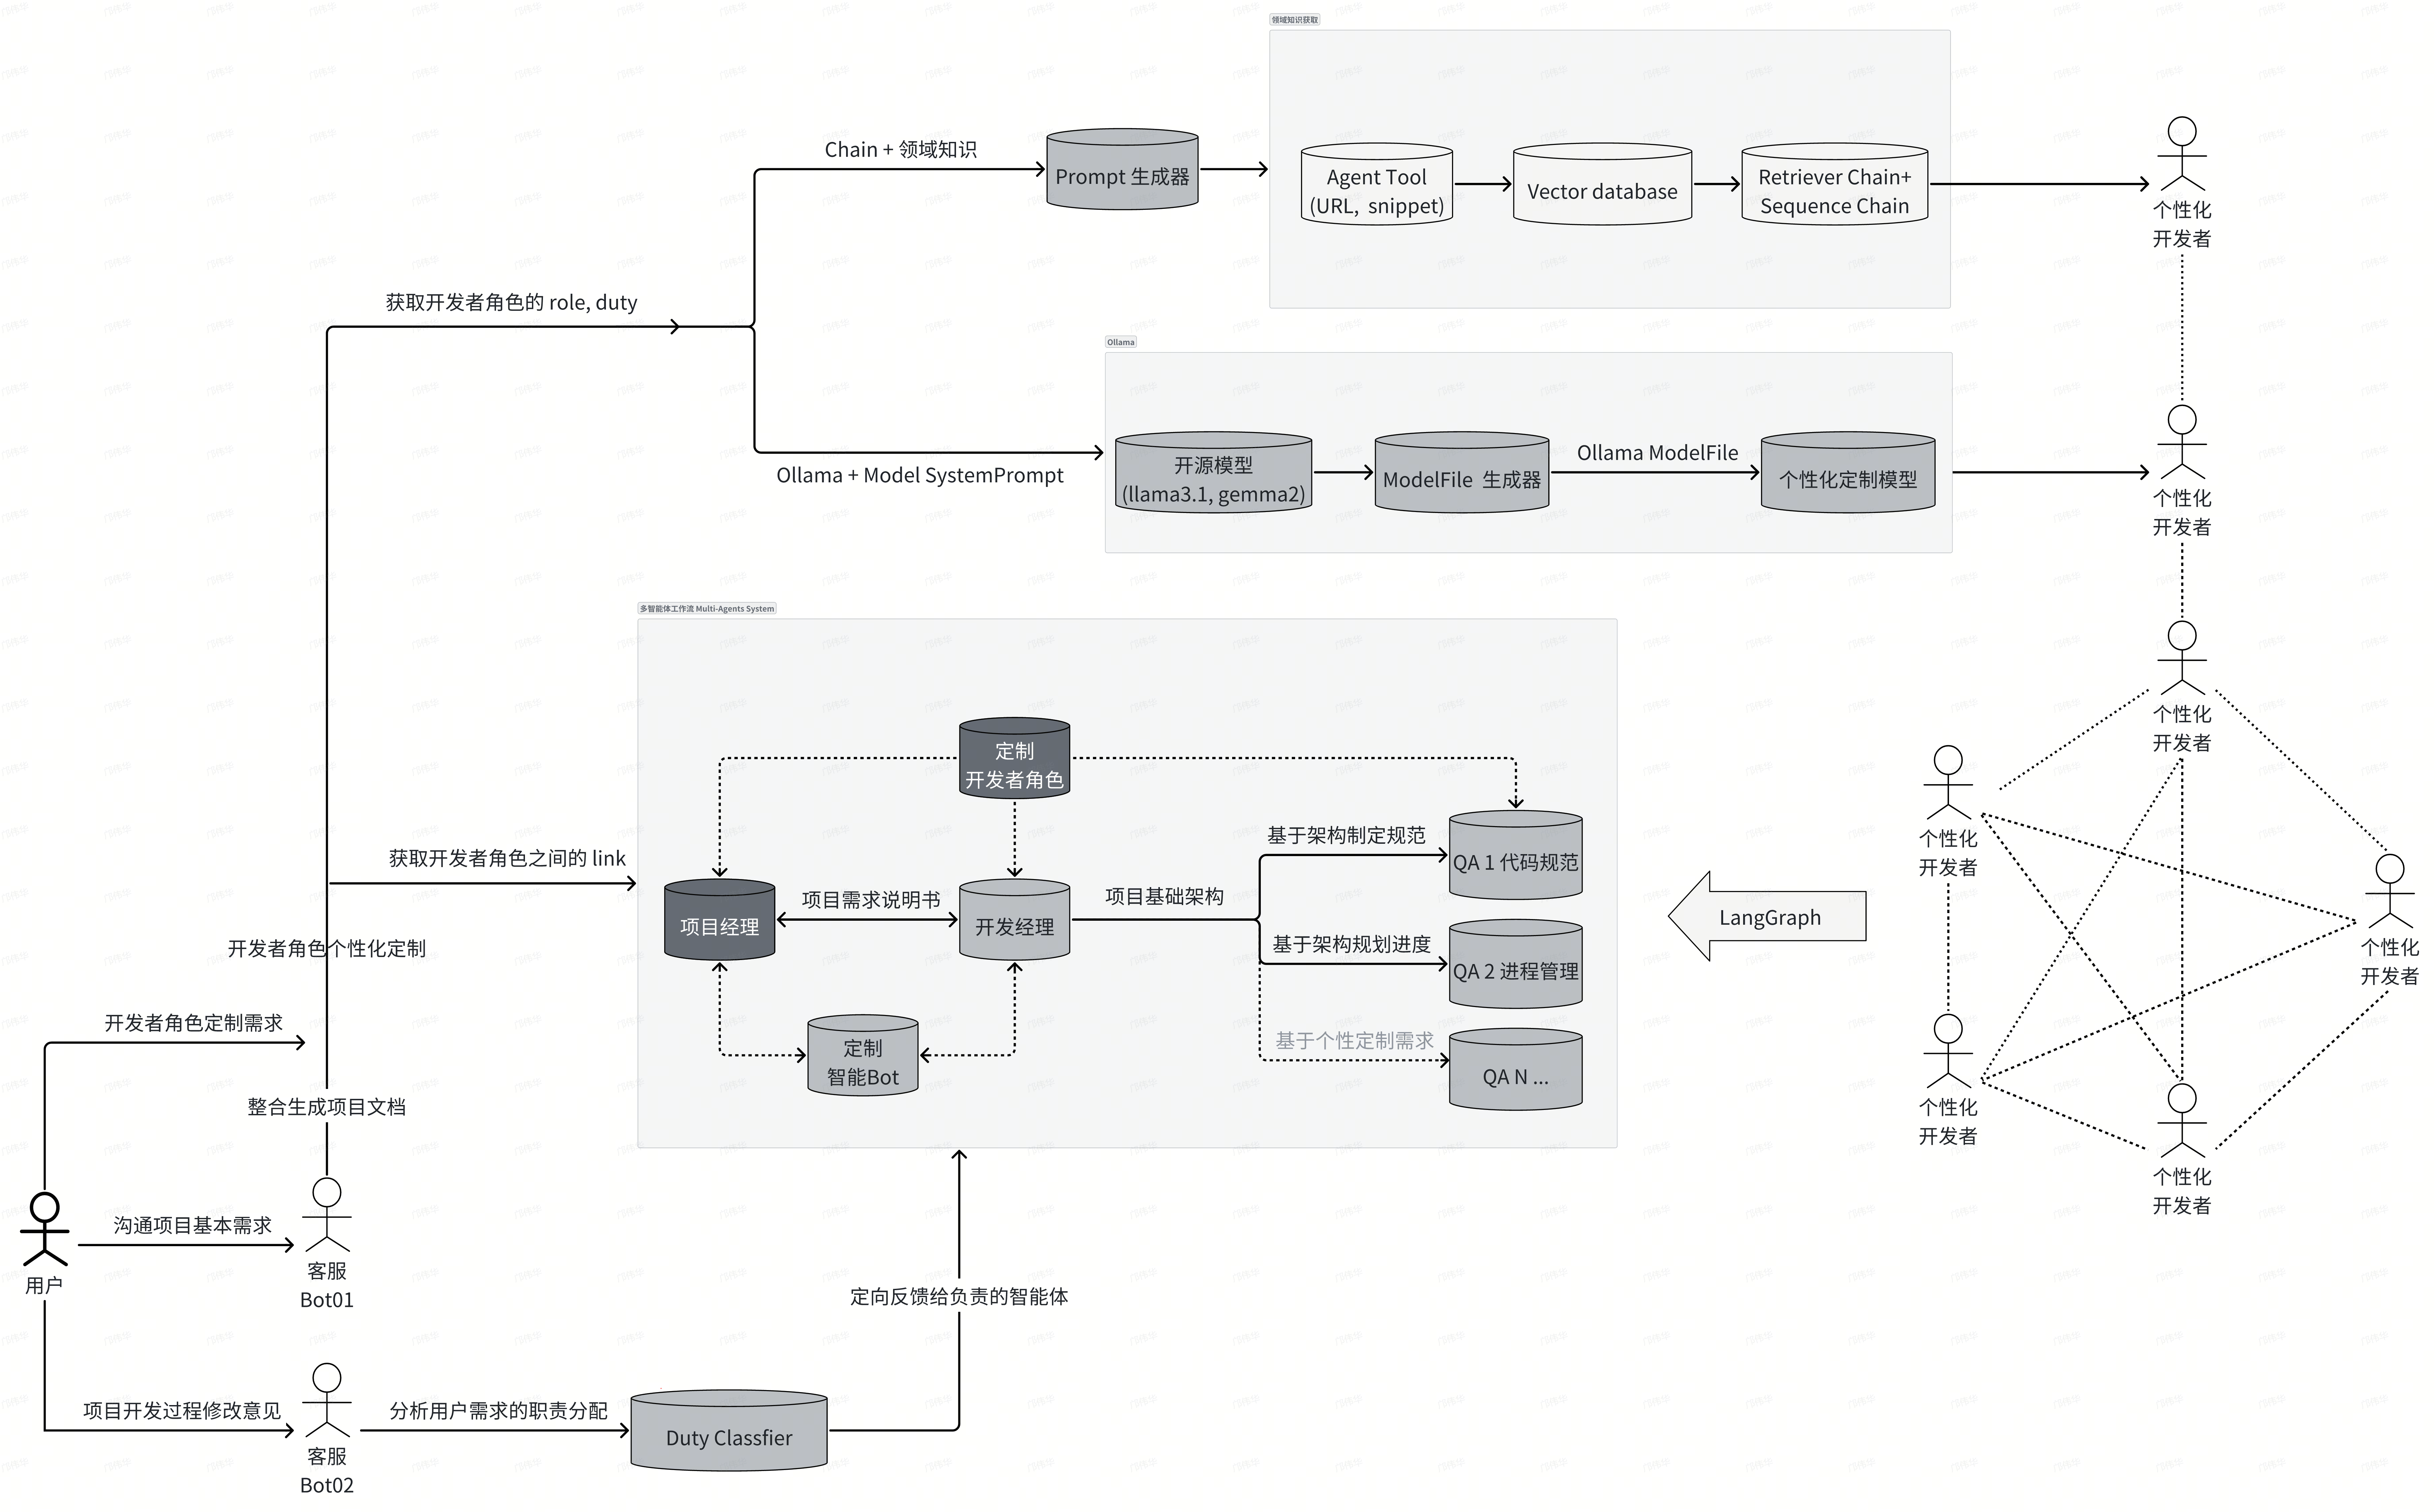 领域知识获取
Chain + 领域知识
Prompt 生成器
Agent Tool
(URL, snippet)
Vector database
Retriever Chain+
Sequence Chain
个性化
开发者
获取开发者角色的 role, duty
Ollama
Ollama + Model SystemPrompt
开源模型
(llama3.1, gemma2)
ModelFile 生成器
Ollama ModelFile
个性化定制模型
个性化
开发者
多智能体工作流 Multi-Agents System
定制
开发者角色
获取开发者角色之间的 link
项目经理
项目需求说明书
开发经理
项目基础架构
基于架构制定规范
QA 1 代码规范
基于架构规划进度
QA 2 进程管理
基于个性定制需求
QA N ...
定制
智能Bot
LangGraph
个性化
开发者
个性化
开发者
个性化
开发者
个性化
开发者
个性化
开发者
开发者角色个性化定制
开发者角色定制需求
整合生成项目文档
用户
沟通项目基本需求
客服
Bot01
定向反馈给负责的智能体
项目开发过程修改意见
客服
Bot02
分析用户需求的职责分配
Duty Classfier